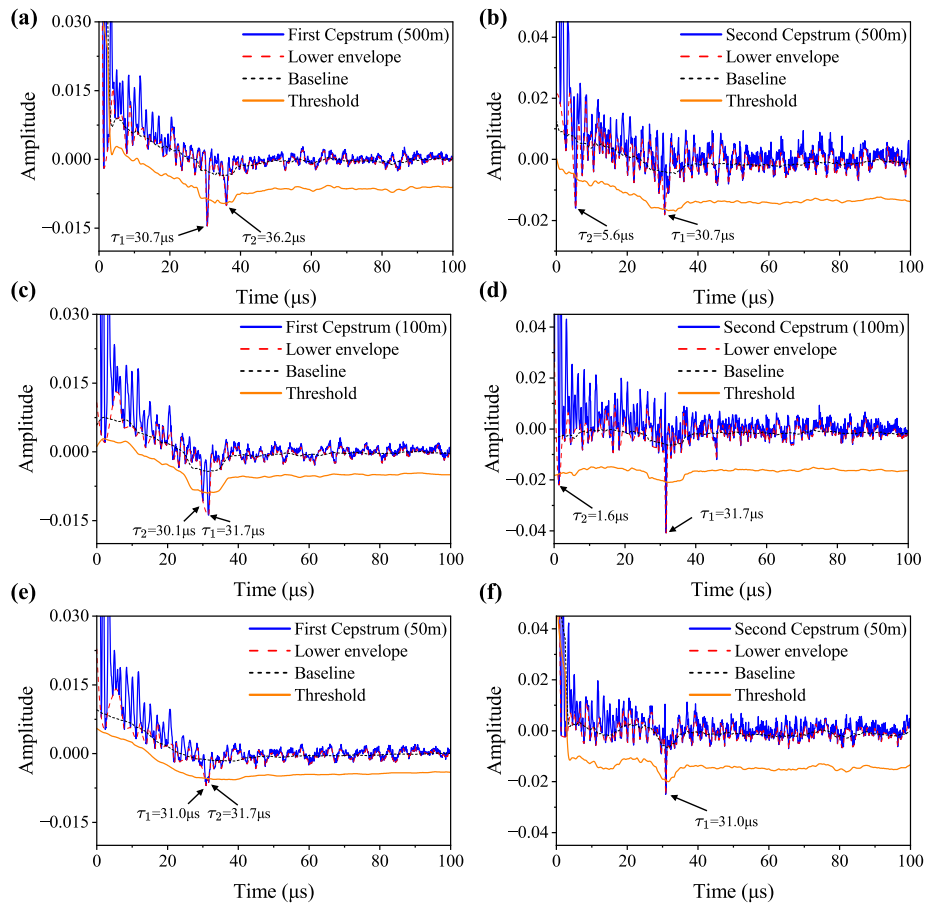 (a)
0.030
0.015
0.000
−0.015
Amplitude
First Cepstrum (500m)
Lower envelope
Baseline
Threshold
τ1=30.7μs
τ2=36.2μs
0 20 40 60 80 100
Time (μs)
(b)
0.04
0.02
0.00
−0.02
Amplitude
Second Cepstrum (500m)
Lower envelope
Baseline
Threshold
τ2=5.6μs
τ1=30.7μs
0 20 40 60 80 100
Time (μs)
(c)
0.030
0.015
0.000
−0.015
Amplitude
First Cepstrum (100m)
Lower envelope
Baseline
Threshold
τ2=30.1μs
τ1=31.7μs
0 20 40 60 80 100
Time (μs)
(d)
0.04
0.02
0.00
−0.02
−0.04
Amplitude
Second Cepstrum (100m)
Lower envelope
Baseline
Threshold
τ2=1.6μs
τ1=31.7μs
0 20 40 60 80 100
Time (μs)
(e)
0.030
0.015
0.000
−0.015
Amplitude
First Cepstrum (50m)
Lower envelope
Baseline
Threshold
τ1=31.0μs
τ2=31.7μs
0 20 40 60 80 100
Time (μs)
(f)
0.04
0.02
0.00
−0.02
−0.04
Amplitude
Second Cepstrum (50m)
Lower envelope
Baseline
Threshold
τ1=31.0μs
0 20 40 60 80 100
Time (μs)